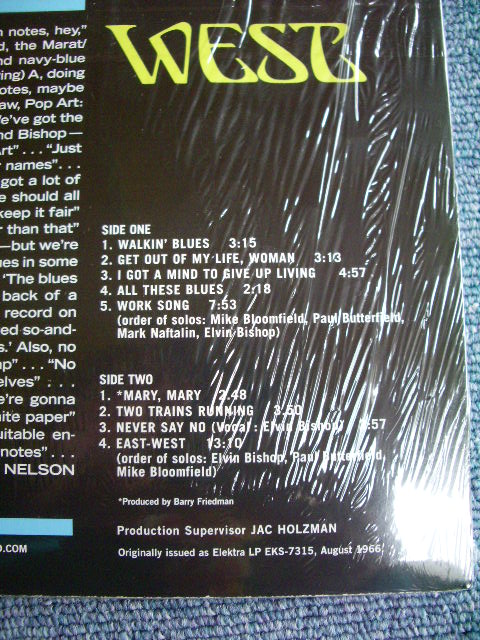 n notes, hey,"
d, the Marat/
nd navy-blue
ring) A, doing
otes, maybe
aw, Pop Art:
We've got the
nd Bishop—
Art" . . . "Just
r names". . .
got a lot of
e should all
keep it fair"
r than that"
—but we're
ues in some
'The blues
back of a
record on
ed so-and-
s.' Also, no
np" . . . "No
elves" . . .
e're gonna
ite paper"
uitable en-
notes" . . .
NELSON
O.COM
WEST
SIDE ONE
1. WALKIN' BLUES 3:15
2. GET OUT OF MY LIFE, WOMAN 3:13
3. I GOT A MIND TO GIVE UP LIVING 4:57
4. ALL THESE BLUES 2:18
5. WORK SONG 7:53
(order of solos: Mike Bloomfield, Paul Butterfield,
Mark Naftalin, Elvin Bishop)
SIDE TWO
1. *MARY, MARY 2:48
2. TWO TRAINS RUNNING 3:50
3. NEVER SAY NO (Vocal: Elvin Bishop) 2:57
4. EAST-WEST 13:10
(order of solos: Elvin Bishop, Paul Butterfield,
Mike Bloomfield)
*Produced by Barry Friedman
Production Supervisor JAC HOLZMAN
Originally issued as Elektra LP EKS-7315, August 1966